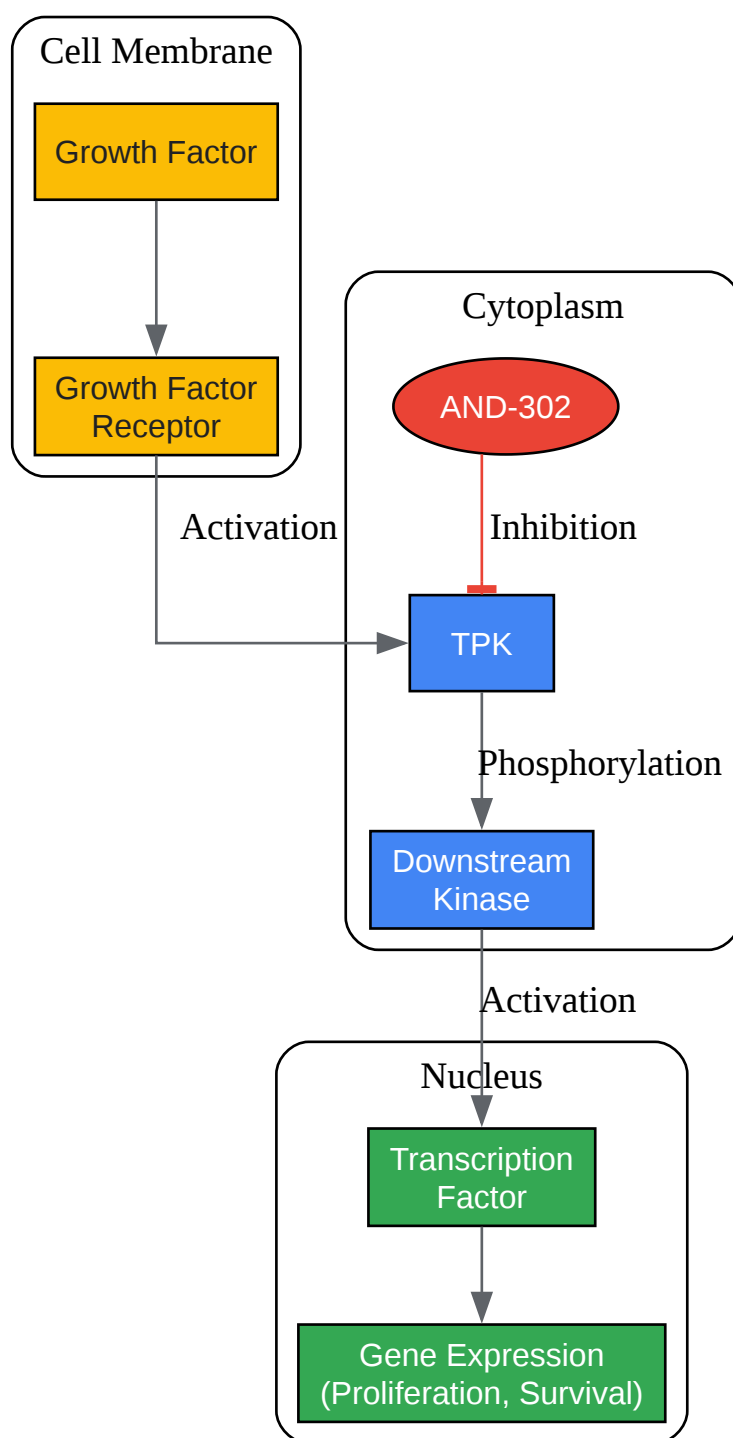 Cell Membrane
Growth Factor
Growth Factor
Receptor
Activation
Cytoplasm
AND-302
Inhibition
TPK
Phosphorylation
Downstream
Kinase
Activation
Nucleus
Transcription
Factor
Gene Expression
(Proliferation, Survival)